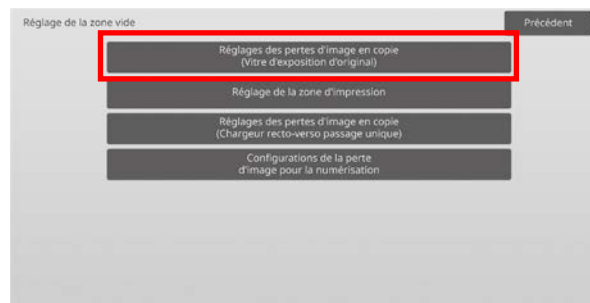 Réglage de la zone vide
Précédent
Réglages des pertes d'image en copie
(Vitre d'exposition d'original)
Réglage de la zone d'impression
Réglages des pertes d'image en copie
(Chargeur recto-verso passage unique)
Configurations de la perte
d'image pour la numérisation